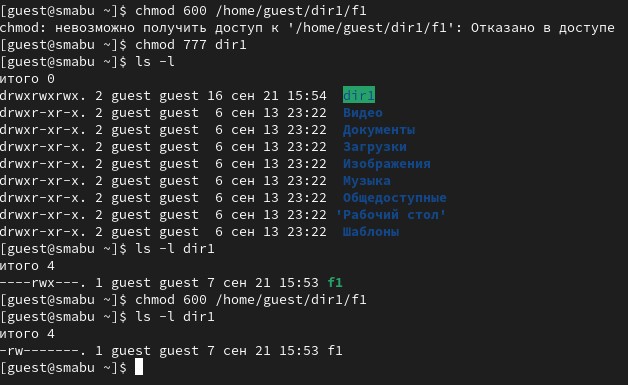 [guest@smabu ~]$ chmod 600 /home/guest/dir1/f1
chmod: невозможно получить доступ к '/home/guest/dir1/f1': Отказано в доступе
[guest@smabu ~]$ chmod 777 dir1
[guest@smabu ~]$ ls -l
итого 0
drwxrwxrwx. 2 guest guest 16 сен 21 15:54  dir1
drwxr-xr-x. 2 guest guest  6 сен 13 23:22  Видео
drwxr-xr-x. 2 guest guest  6 сен 13 23:22  Документы
drwxr-xr-x. 2 guest guest  6 сен 13 23:22  Загрузки
drwxr-xr-x. 2 guest guest  6 сен 13 23:22  Изображения
drwxr-xr-x. 2 guest guest  6 сен 13 23:22  Музыка
drwxr-xr-x. 2 guest guest  6 сен 13 23:22  Общедоступные
drwxr-xr-x. 2 guest guest  6 сен 13 23:22 'Рабочий стол'
drwxr-xr-x. 2 guest guest  6 сен 13 23:22  Шаблоны
[guest@smabu ~]$ ls -l dir1
итого 4
----rwx---. 1 guest guest 7 сен 21 15:53 f1
[guest@smabu ~]$ chmod 600 /home/guest/dir1/f1
[guest@smabu ~]$ ls -l dir1
итого 4
-rw-------. 1 guest guest 7 сен 21 15:53 f1
[guest@smabu ~]$